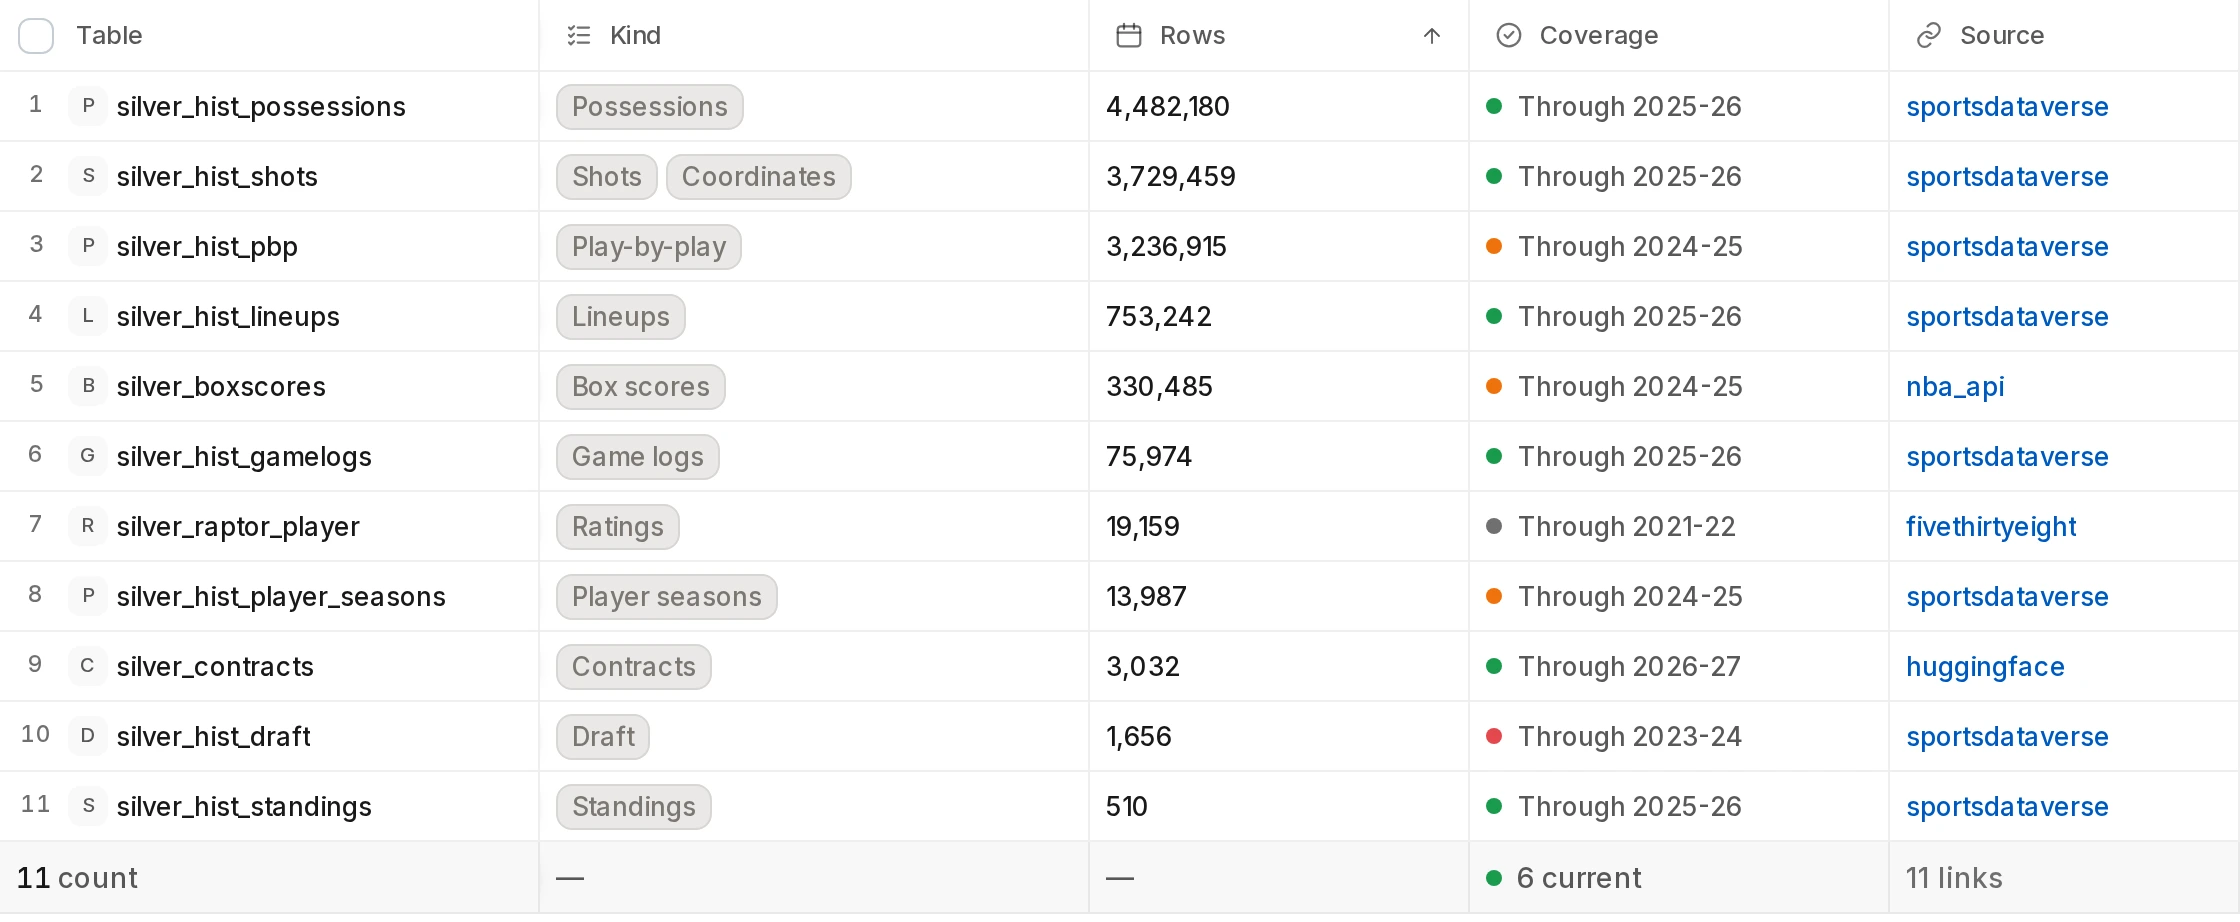 Table Kind Rows Coverage Source
1 P silver_hist_possessions Possessions 4,482,180 Through 2025-26 sportsdataverse
2 S silver_hist_shots Shots Coordinates 3,729,459 Through 2025-26 sportsdataverse
3 P silver_hist_pbp Play-by-play 3,236,915 Through 2024-25 sportsdataverse
4 L silver_hist_lineups Lineups 753,242 Through 2025-26 sportsdataverse
5 B silver_boxscores Box scores 330,485 Through 2024-25 nba_api
6 G silver_hist_gamelogs Game logs 75,974 Through 2025-26 sportsdataverse
7 R silver_raptor_player Ratings 19,159 Through 2021-22 fivethirtyeight
8 P silver_hist_player_seasons Player seasons 13,987 Through 2024-25 sportsdataverse
9 C silver_contracts Contracts 3,032 Through 2026-27 huggingface
10 D silver_hist_draft Draft 1,656 Through 2023-24 sportsdataverse
11 S silver_hist_standings Standings 510 Through 2025-26 sportsdataverse
11 count — — 6 current 11 links